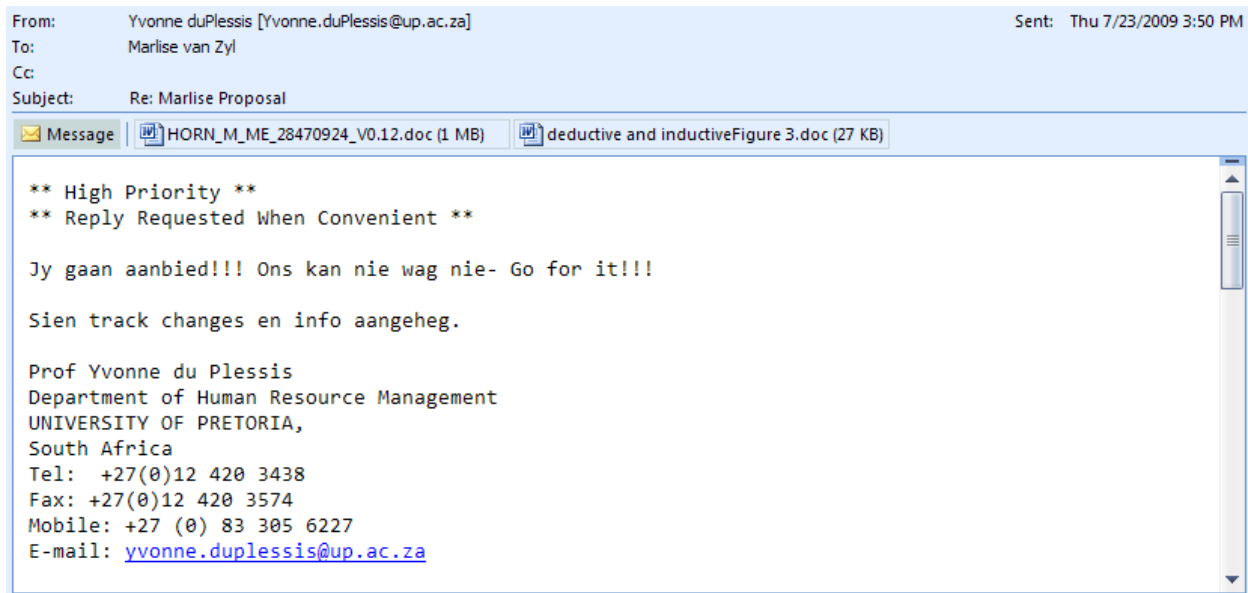 From: Yvonne duPlessis [Yvonne.duPlessis@up.ac.za] Sent: Thu 7/23/2009 3:50 PM
To: Marlise van Zyl
Cc:
Subject: Re: Marlise Proposal
Message HORN_M_ME_28470924_V0.12.doc (1 MB) deductive and inductiveFigure 3.doc (27 KB)
** High Priority **
** Reply Requested When Convenient **
Jy gaan aanbied!!! Ons kan nie wag nie- Go for it!!!
Sien track changes en info aangeheg.
Prof Yvonne du Plessis
Department of Human Resource Management
UNIVERSITY OF PRETORIA,
South Africa
Tel: +27(0)12 420 3438
Fax: +27(0)12 420 3574
Mobile: +27 (0) 83 305 6227
E-mail: yvonne.duplessis@up.ac.za